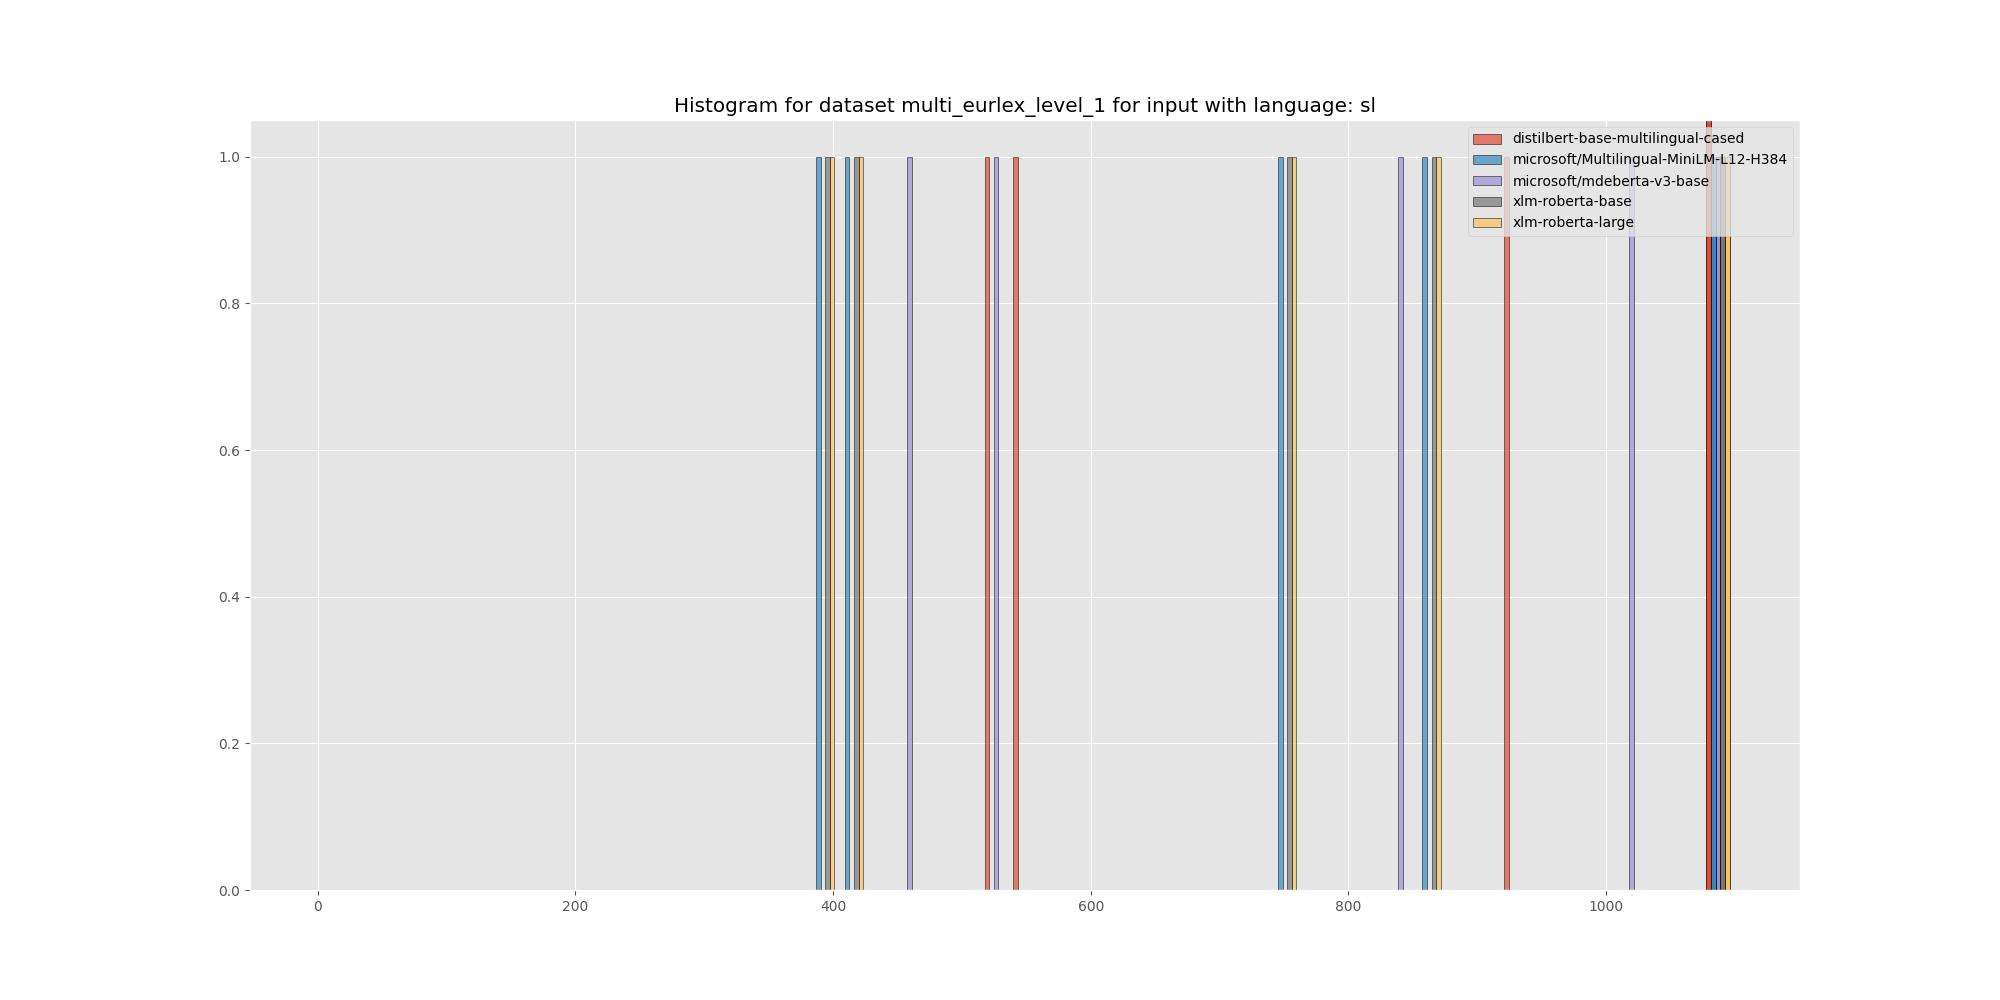 Histogram for dataset multi_eurlex_level_1 for input with language: sl
distilbert-base-multilingual-cased
microsoft/Multilingual-MiniLM-L12-H384
microsoft/mdeberta-v3-base
xlm-roberta-base
xlm-roberta-large
1.0
0.8
0.6
0.4
0.2
0.0
0 200 400 600 800 1000